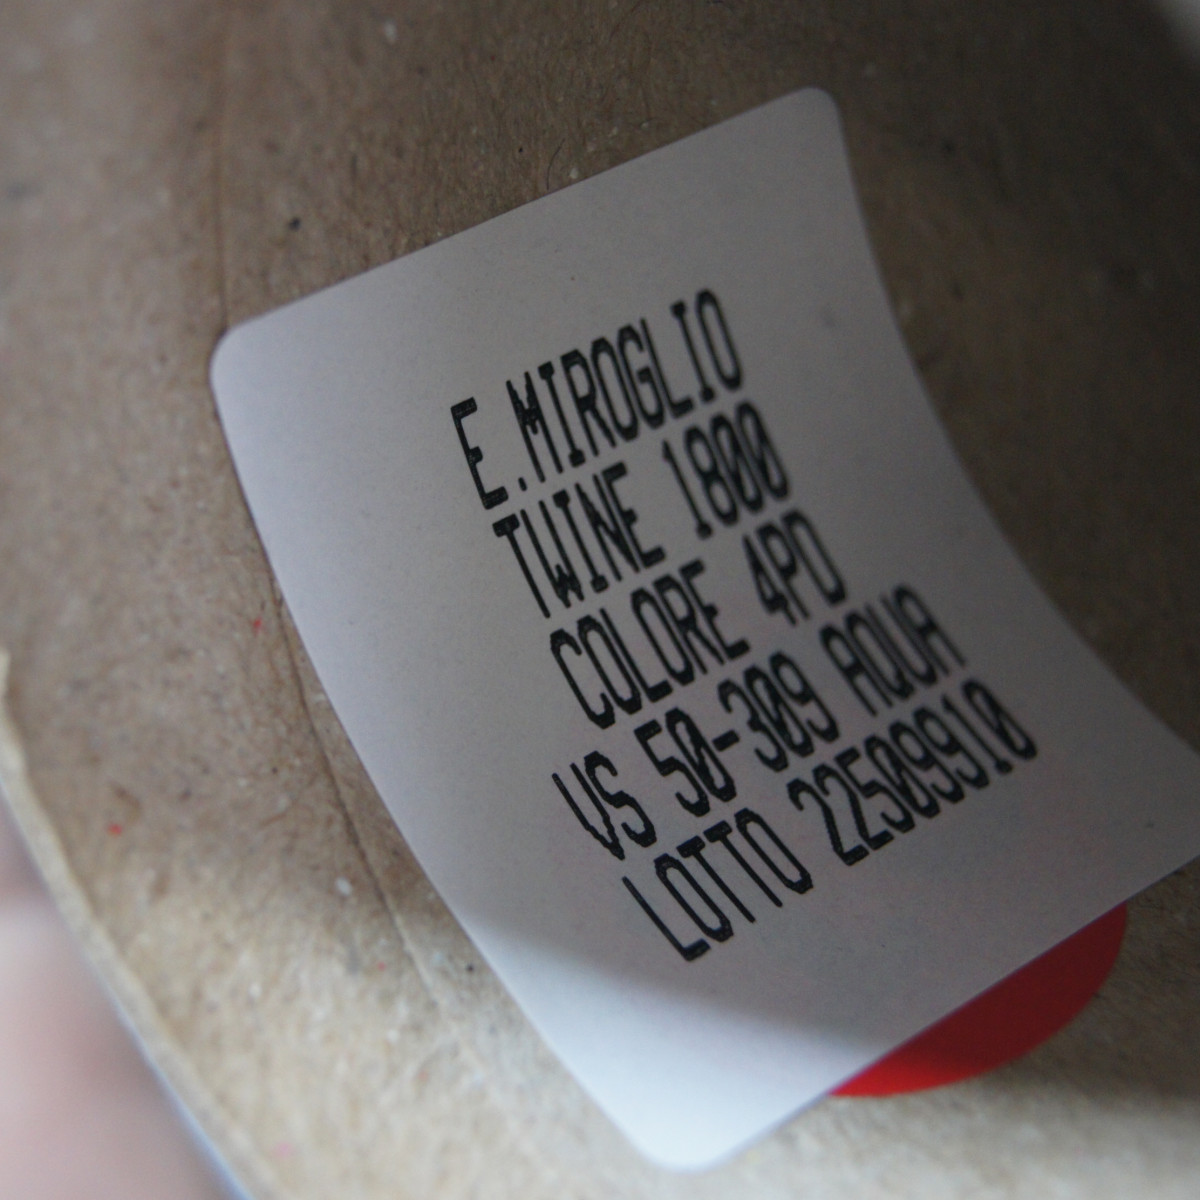 E.MIROGLIO
TWINE 1800
COLORE 4PD
VS 50-309 AQUA
LOTTO 22509910